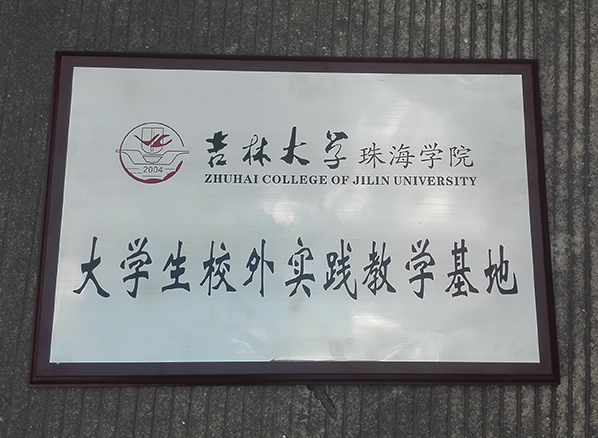 2004
吉林大学 珠海学院
ZHUHAI COLLEGE OF JILIN UNIVERSITY
大学生校外实践教学基地